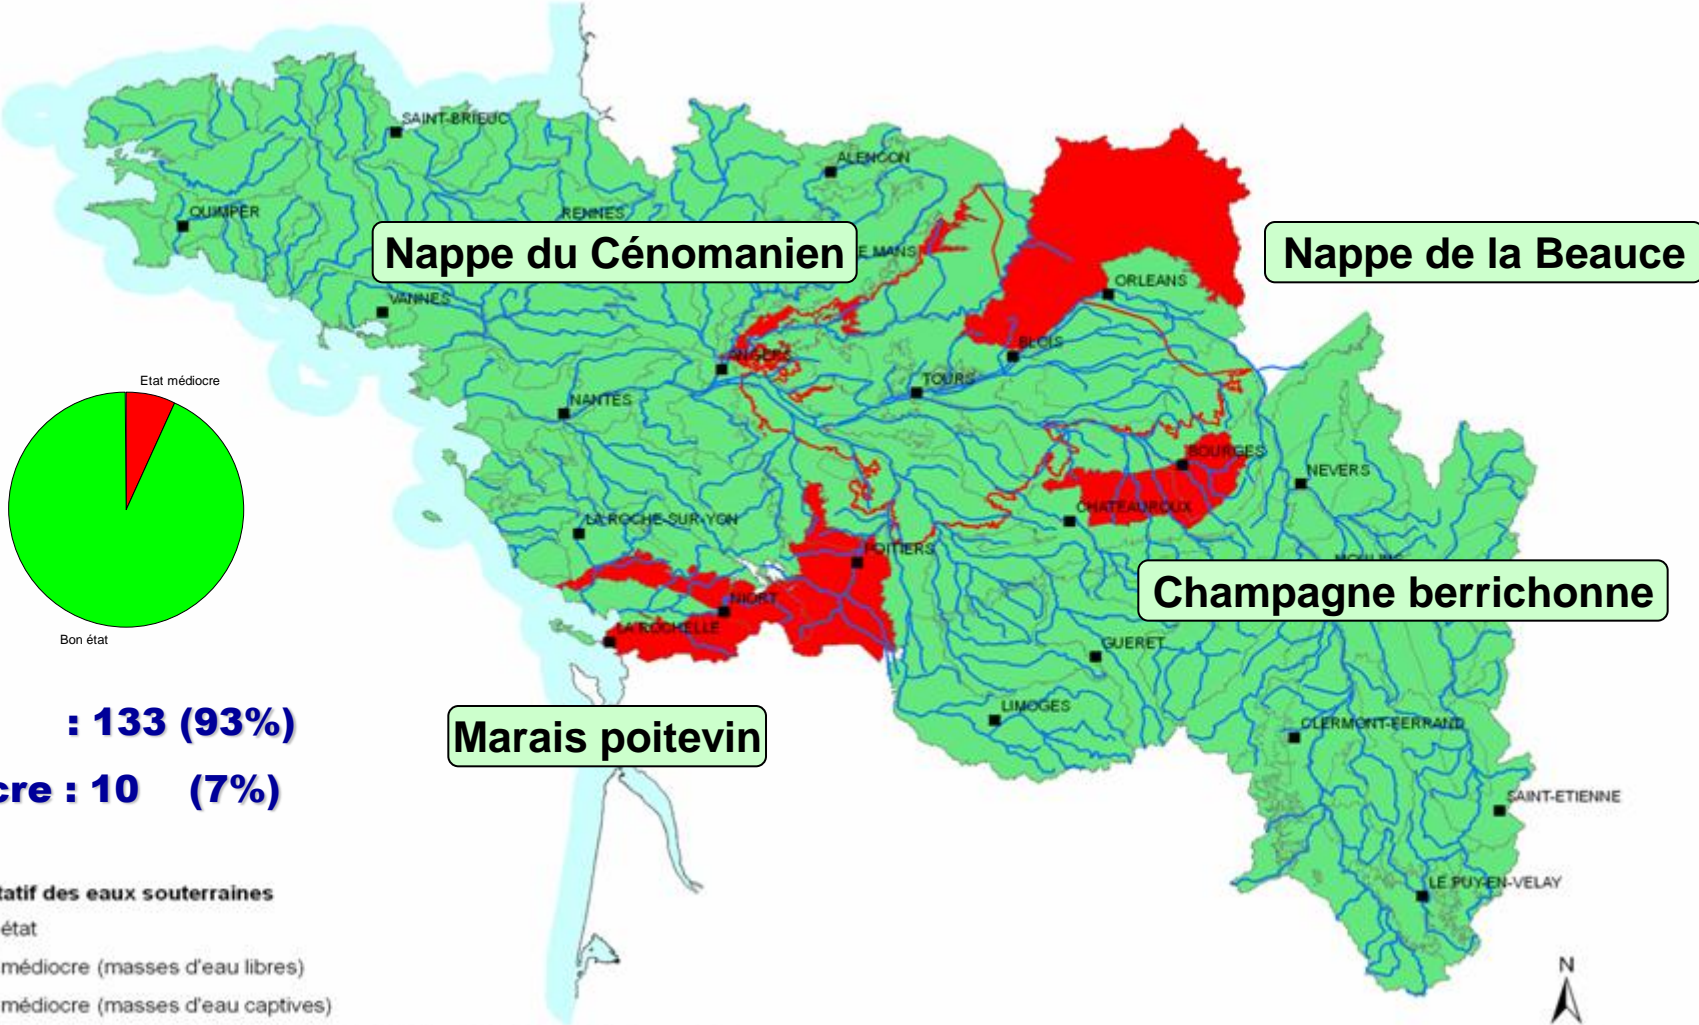 SAINT-BRIEUC
ALENCON
QUIMPER
RENNES
Nappe du Cénomanien
E MANS
Nappe de la Beauce
ORLEANS
VANNES
BLOIS
ANGERS
TOURS
Etat médiocre
NANTES
BOURGES
NEVERS
CHATEAUROUX
LA ROCHE-SUR-YON
POITIERS
MOULINS
Champagne berrichonne
NIORT
LA ROCHELLE
Bon état
GUERET
: 133 (93%)
LIMOGES
CLERMONT-FERRAND
Marais poitevin
cre : 10 (7%)
SAINT-ETIENNE
LE PUY-EN-VELAY
tatif des eaux souterraines
état
médiocre (masses d'eau libres)
médiocre (masses d'eau captives)
N